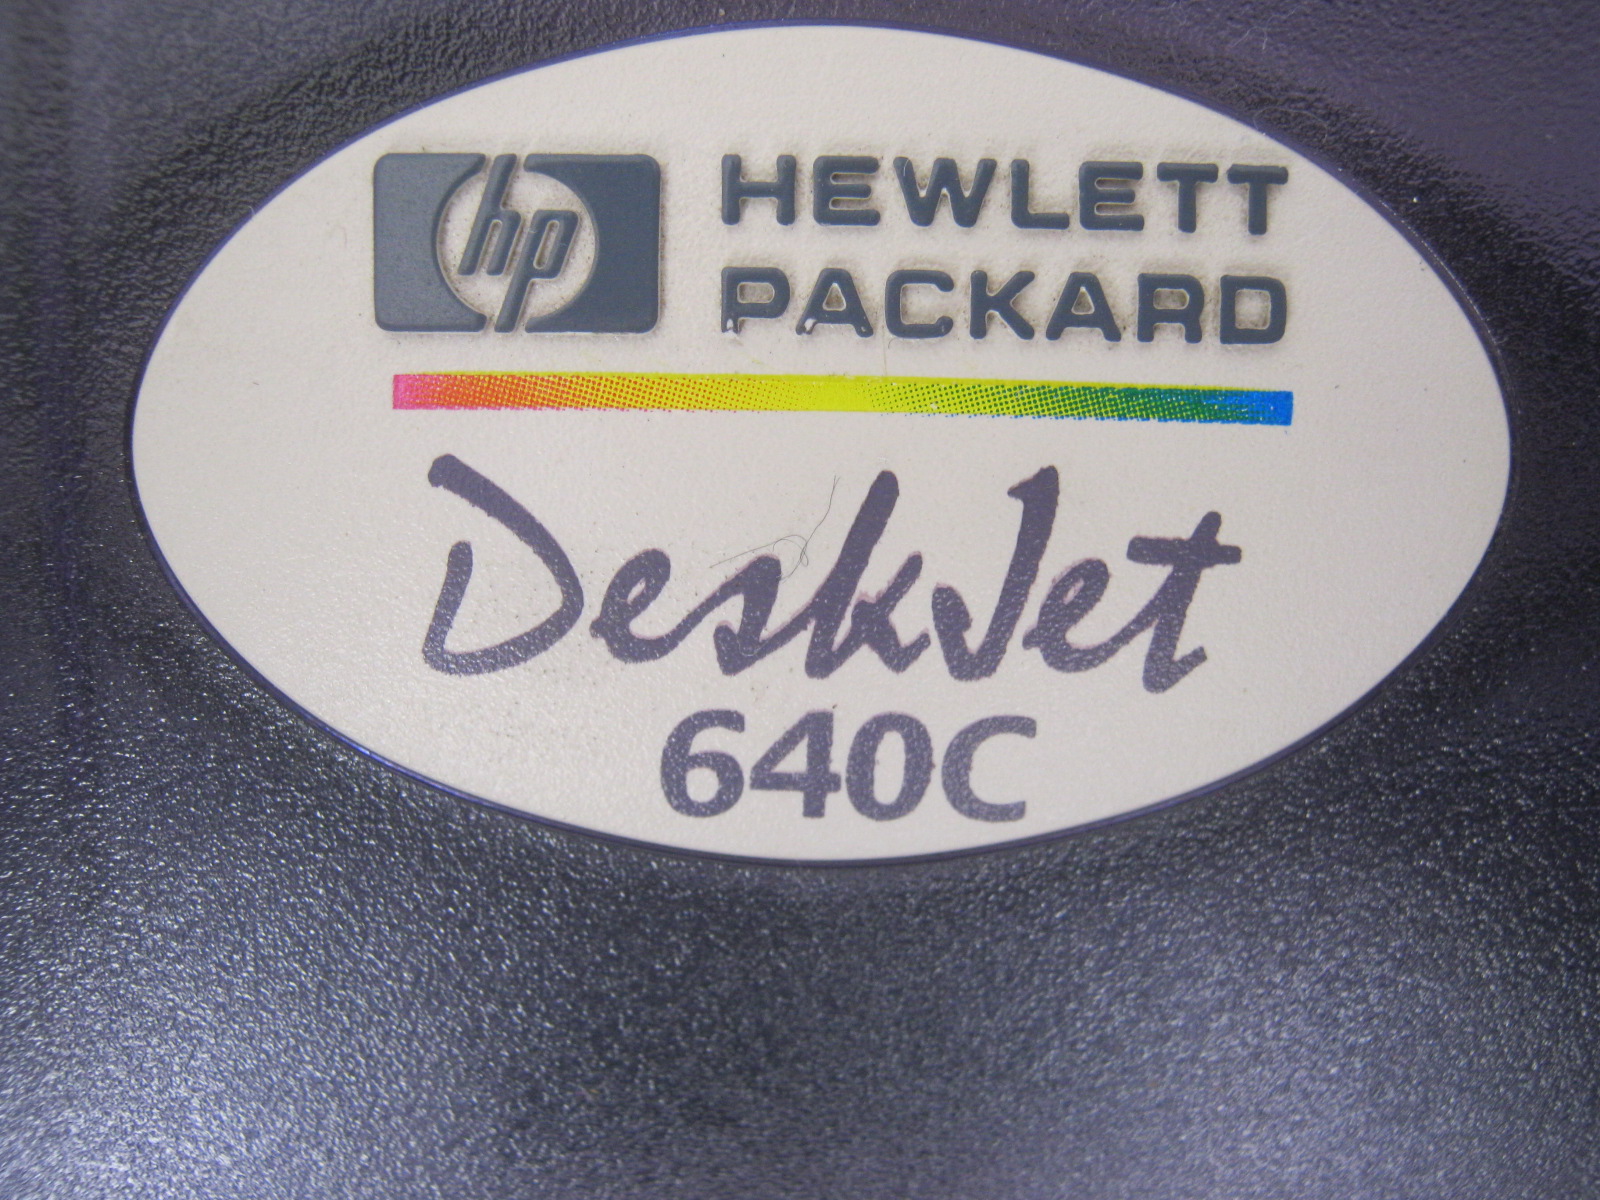 hp HEWLETT
PACKARD
DeskJet
640C